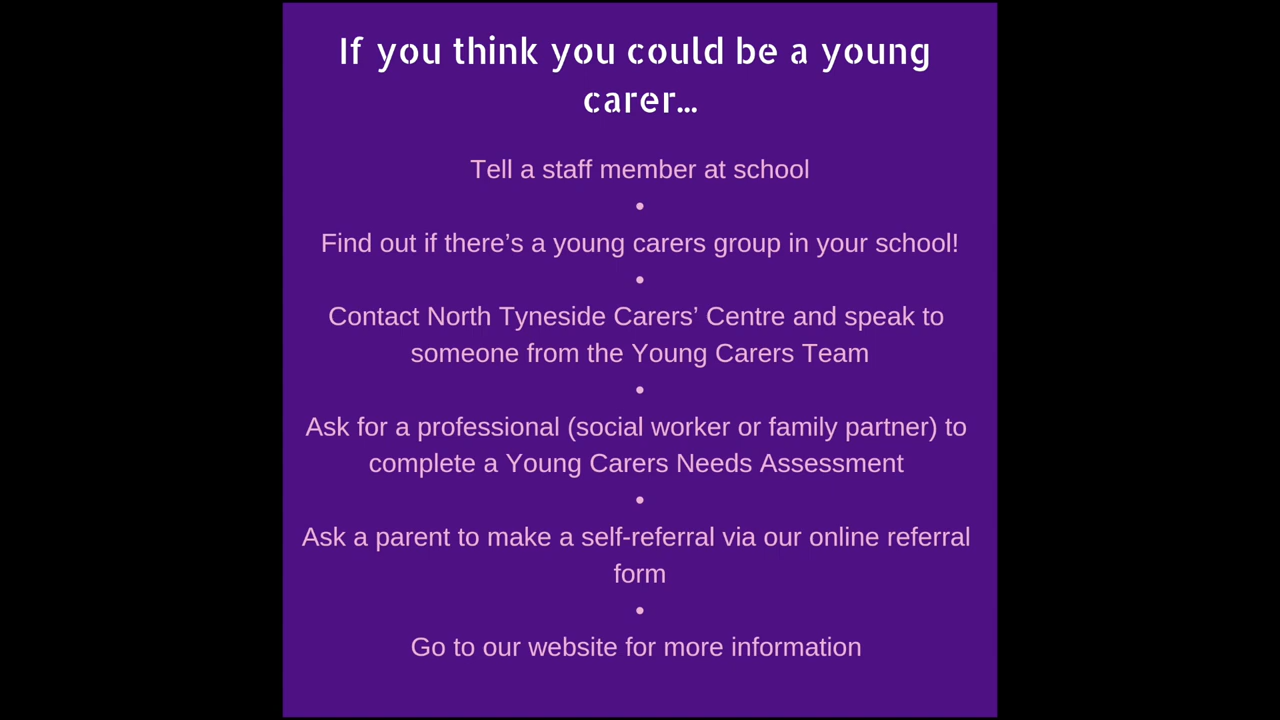 If you think you could be a young
carer...
Tell a staff member at school
•
Find out if there’s a young carers group in your school!
•
Contact North Tyneside Carers’ Centre and speak to
someone from the Young Carers Team
•
Ask for a professional (social worker or family partner) to
complete a Young Carers Needs Assessment
•
Ask a parent to make a self-referral via our online referral
form
•
Go to our website for more information